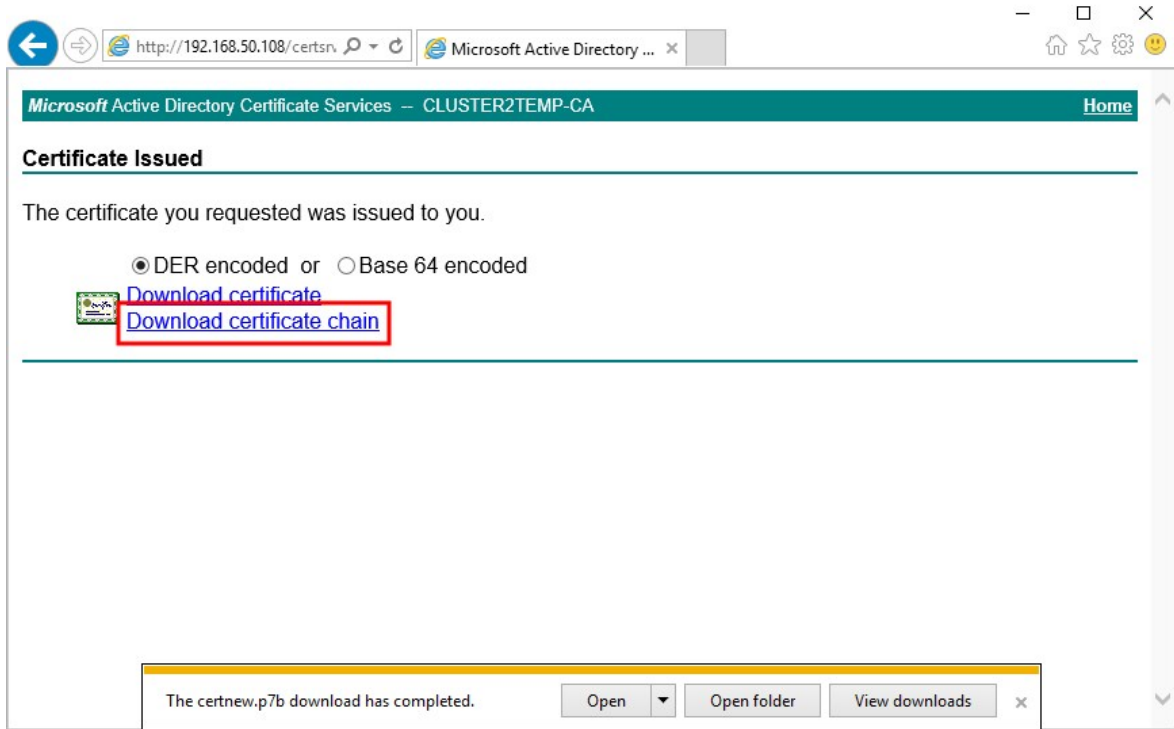 http://192.168.50.108/certsrv
Microsoft Active Directory ...
Microsoft Active Directory Certificate Services -- CLUSTER2TEMP-CA
Home
Certificate Issued
The certificate you requested was issued to you.
DER encoded or Base 64 encoded
Download certificate
Download certificate chain
The certnew.p7b download has completed.
Open
Open folder
View downloads